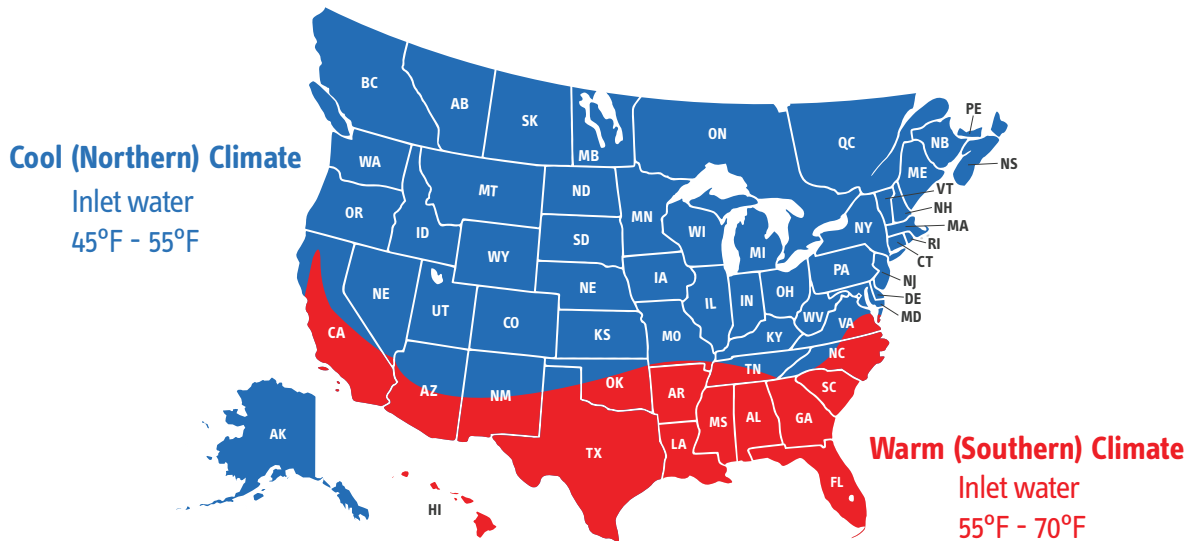 Cool (Northern) Climate
Inlet water
45°F - 55°F
BC
AB
SK
MB
ON
QC
NB
PE
NS
WA
MT
ND
MN
WI
MI
NY
ME
VT
NH
MA
RI
CT
OR
ID
WY
SD
IA
IL
IN
OH
PA
NJ
DE
MD
NE
UT
CO
NE
KS
MO
KY
WV
VA
CA
AZ
NM
OK
AR
TN
NC
SC
MS
AL
GA
TX
LA
FL
AK
HI
Warm (Southern) Climate
Inlet water
55°F - 70°F